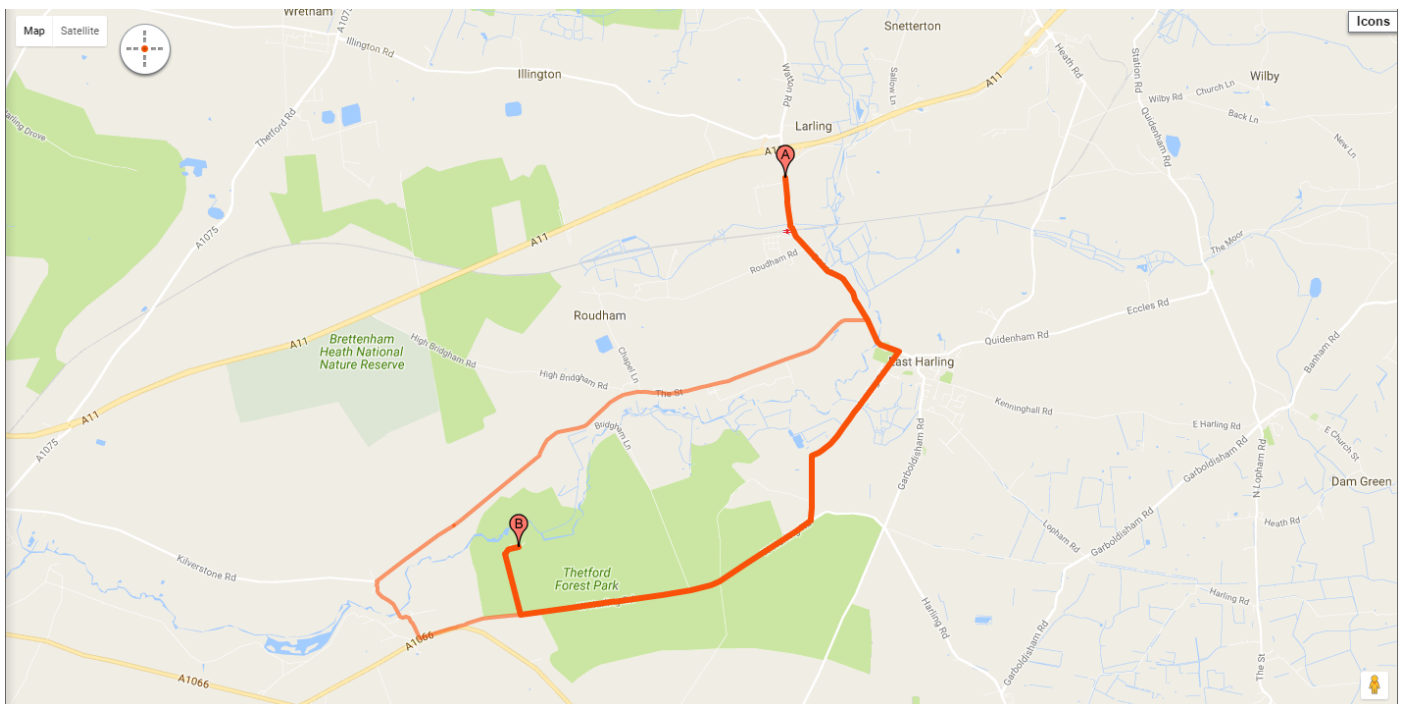 Wretham
Map Satellite
Icons
A1075
Snetterton
Illington Rd
Heath Rd
Station Rd
Illington
Watton Rd
Sallow Ln
A11
Wilby
Church Ln
Wilby Rd
Back Ln
Thetford Rd
Larling
Quidenham Rd
New Ln
A
A1075
A11
The Moor
Roudham Rd
Eccles Rd
Roudham
A11
Brettenham
Heath National
Nature Reserve
High Bridgham Rd
Quidenham Rd
Banham Rd
Chapel Ln
East Harling
High Bridgham Rd
The St
Kenninghall Rd
A11
Bridgham Ln
E Harling Rd
E Church St
A1075
Garboldisham Rd
Garboldisham Rd
N Lopham Rd
Dam Green
B
Lopham Rd
Heath Rd
Garboldisham Rd
Kilverstone Rd
Thetford
Forest Park
Harling Rd
Harling Rd
A1066
A1066
Harling Rd
The St